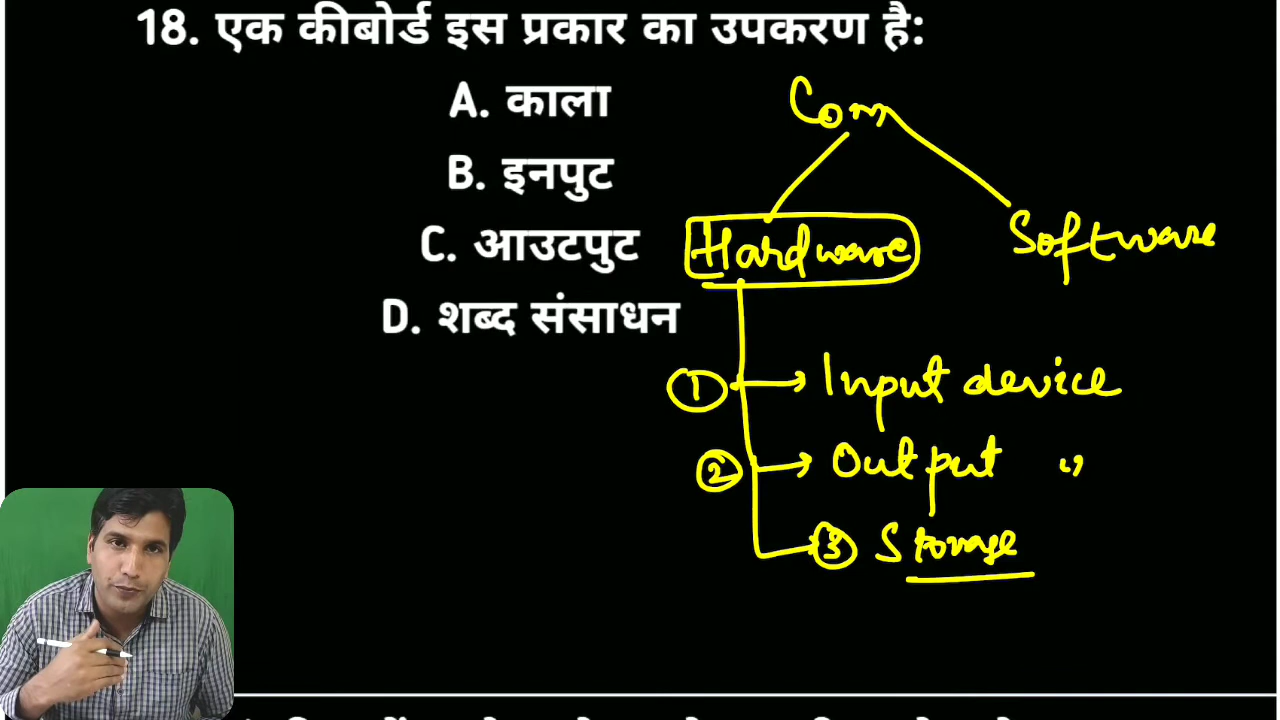 18. एक कीबोर्ड इस प्रकार का उपकरण है:
A. काला
B. इनपुट
C. आउटपुट
D. शब्द संसाधन
Com
Hardware
Software
① → Input device
② → Output "
③ Storage